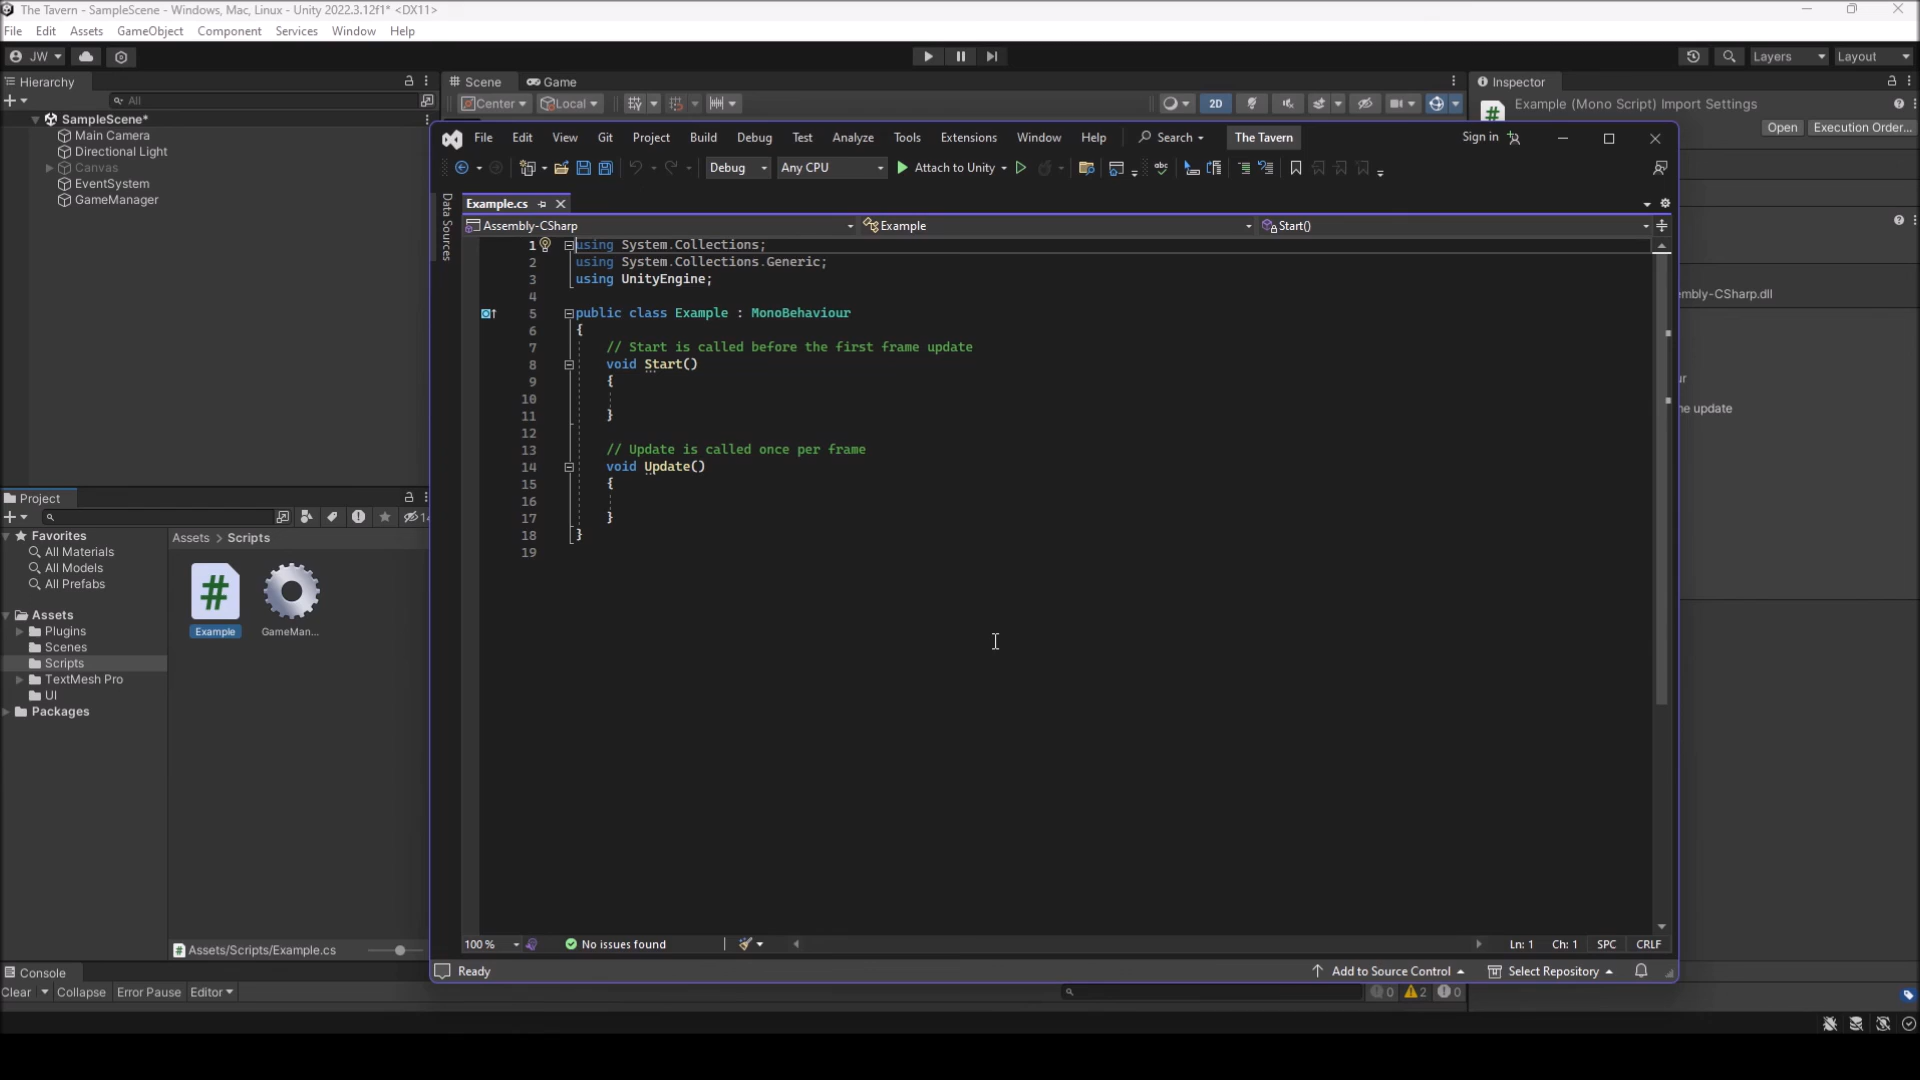 The Tavern - SampleScene - Windows, Mac, Linux - Unity 2022.3.12f1* <DX11>
File Edit Assets GameObject Component Services Window Help
JW Layers Layout
Hierarchy
All
SampleScene*
Main Camera
Directional Light
Canvas
EventSystem
GameManager
Scene Game
Center Local 2D
Inspector
Example (Mono Script) Import Settings
Open Execution Order...
File Edit View Git Project Build Debug Test Analyze Tools Extensions Window Help Search The Tavern Sign in
Debug Any CPU Attach to Unity
Data Sources
Example.cs
Assembly-CSharp Example Start()
1 using System.Collections;
2 using System.Collections.Generic;
3 using UnityEngine;
4
5 public class Example : MonoBehaviour
6 {
7 // Start is called before the first frame update
8 void Start()
9 {
10
11 }
12
13 // Update is called once per frame
14 void Update()
15 {
16
17 }
18 }
19
mbly-CSharp.dll
ur
ne update
100 % No issues found Ln: 1 Ch: 1 SPC CRLF
Ready Add to Source Control Select Repository
Project
14
Favorites
All Materials
All Models
All Prefabs
Assets
Plugins
Scenes
Scripts
TextMesh Pro
UI
Packages
Assets > Scripts
#
Example GameMan...
Assets/Scripts/Example.cs
Console
Clear Collapse Error Pause Editor
0 2 0